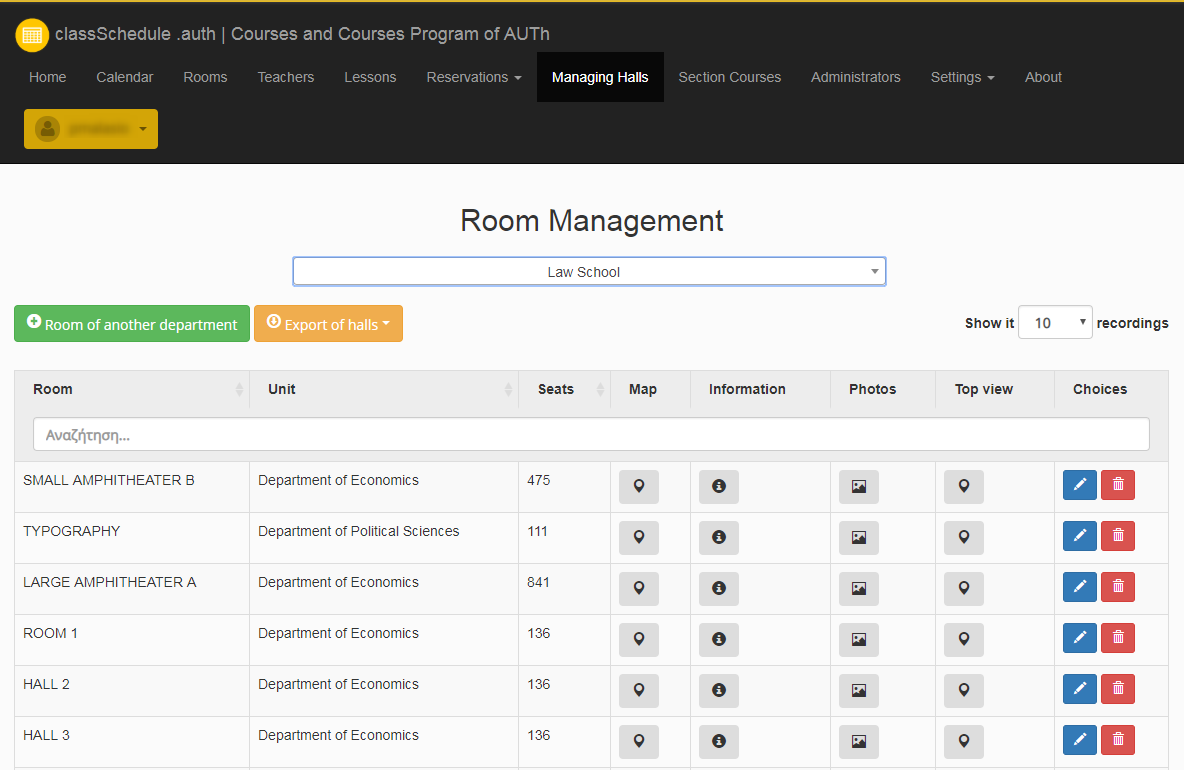 classSchedule .auth | Courses and Courses Program of AUTh
Home Calendar Rooms Teachers Lessons Reservations Managing Halls Section Courses Administrators Settings About
Room Management
Law School
Room of another department Export of halls Show it 10 recordings
Room Unit Seats Map Information Photos Top view Choices
Αναζήτηση...
SMALL AMPHITHEATER B Department of Economics 475
TYPOGRAPHY Department of Political Sciences 111
LARGE AMPHITHEATER A Department of Economics 841
ROOM 1 Department of Economics 136
HALL 2 Department of Economics 136
HALL 3 Department of Economics 136